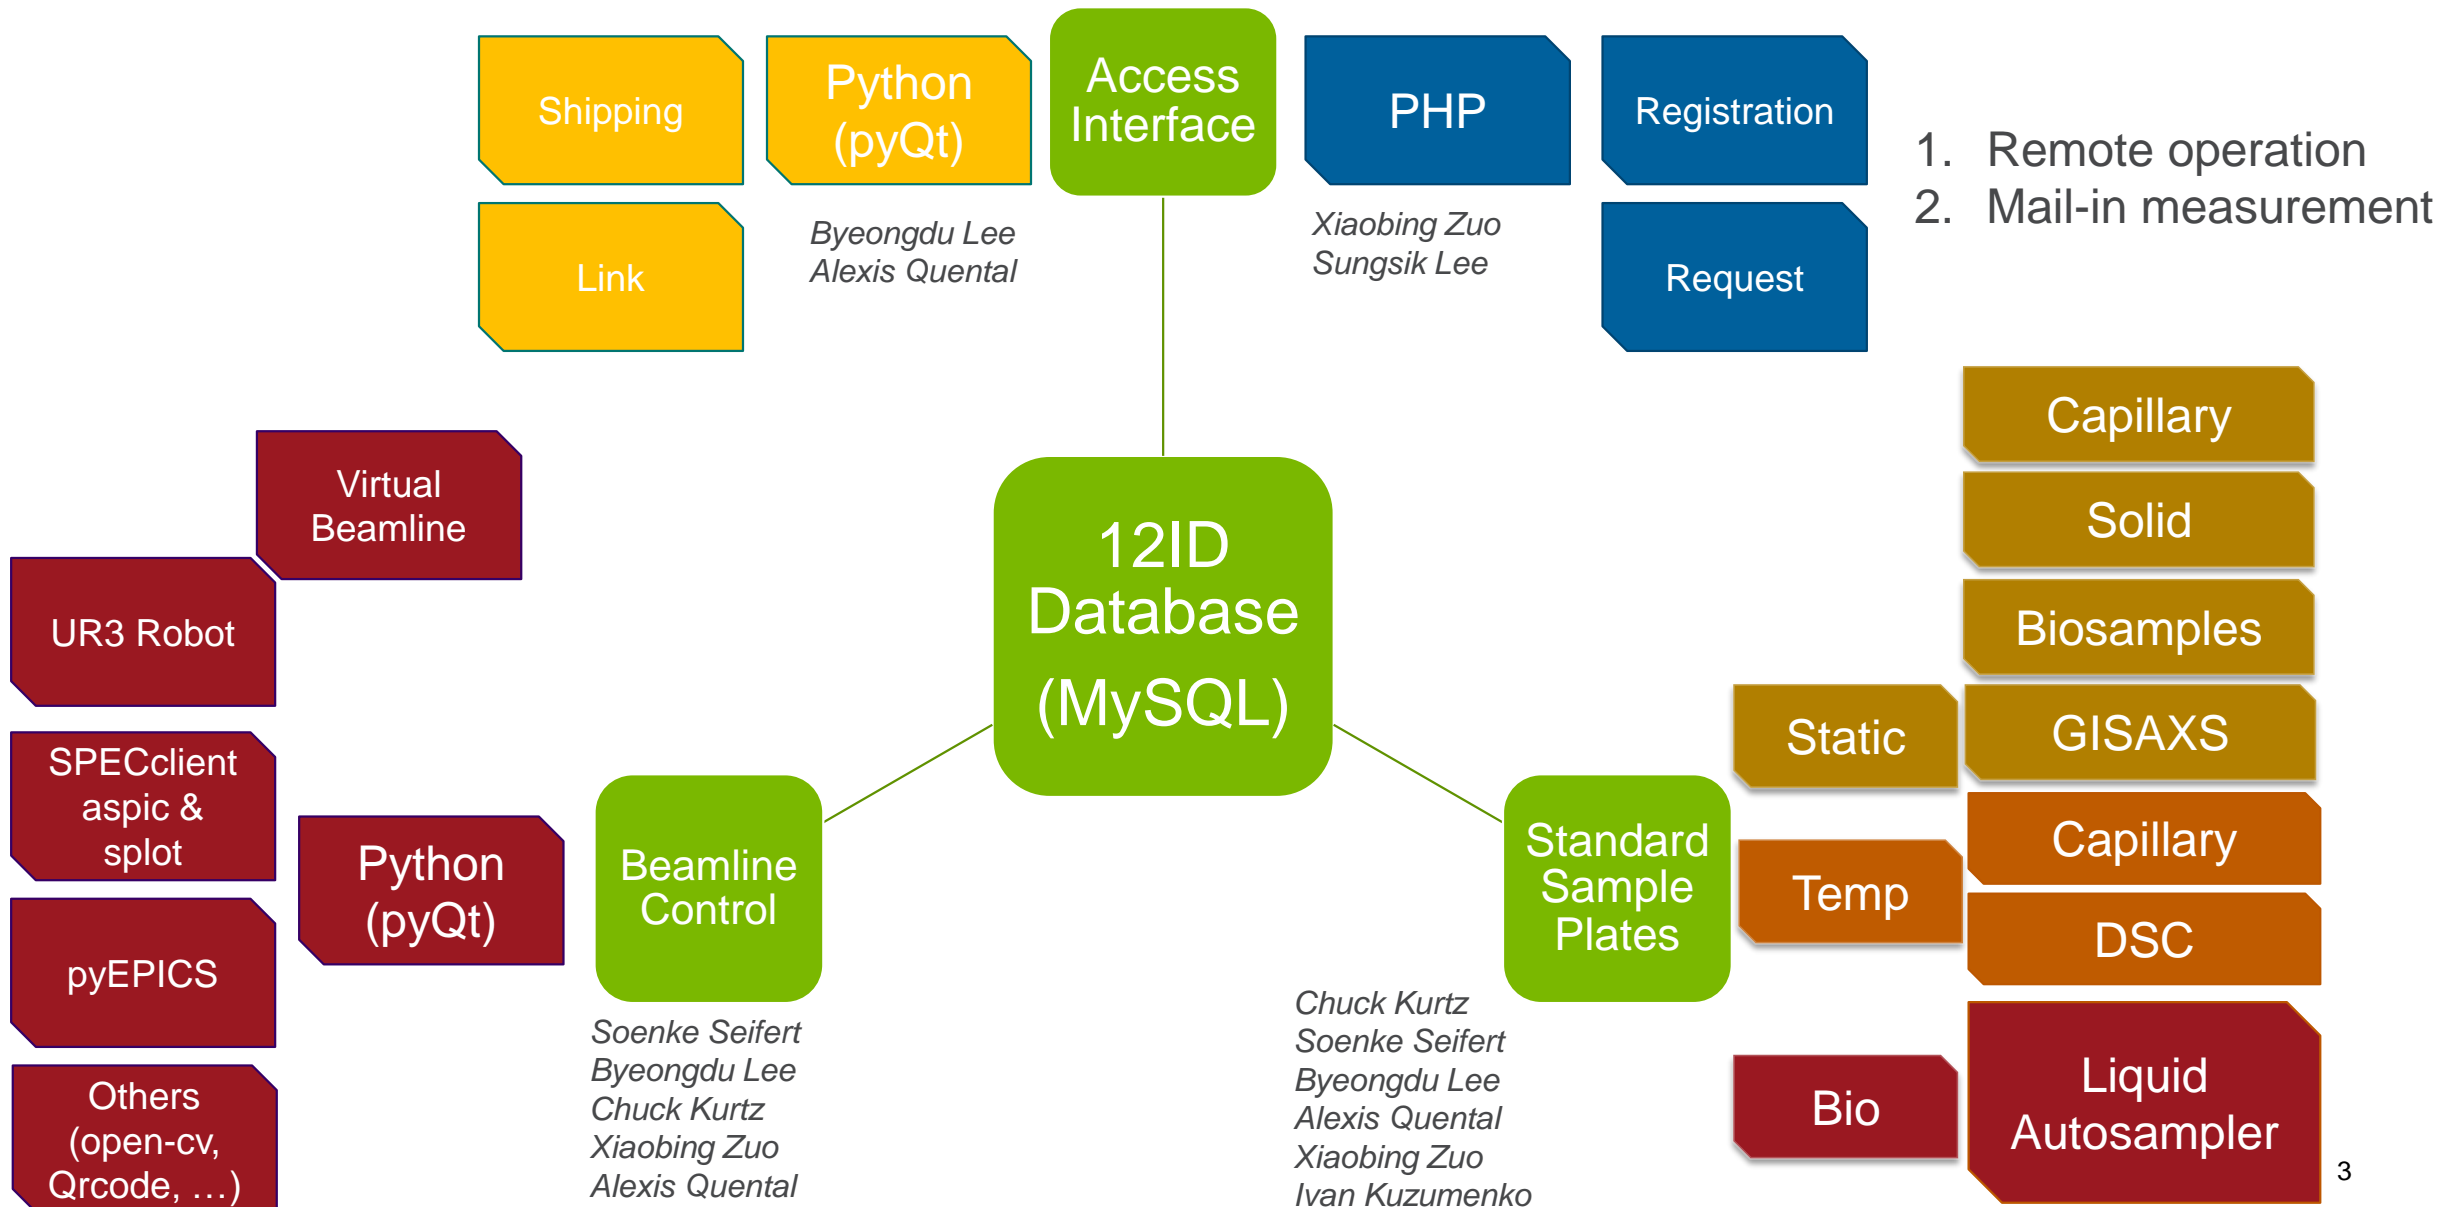 Shipping
Python
(pyQt)
Access
Interface
PHP
Registration
1. Remote operation
2. Mail-in measurement
Link
Byeongdu Lee
Alexis Quental
Xiaobing Zuo
Sungsik Lee
Request
Virtual
Beamline
UR3 Robot
SPECclient
aspic &
splot
pyEPICS
Others
(open-cv,
Qrcode, …)
Python
(pyQt)
Beamline
Control
Soenke Seifert
Byeongdu Lee
Chuck Kurtz
Xiaobing Zuo
Alexis Quental
12ID
Database
(MySQL)
Standard
Sample
Plates
Chuck Kurtz
Soenke Seifert
Byeongdu Lee
Alexis Quental
Xiaobing Zuo
Ivan Kuzumenko
Static
Capillary
Solid
Biosamples
GISAXS
Temp
Capillary
DSC
Bio
Liquid
Autosampler
3